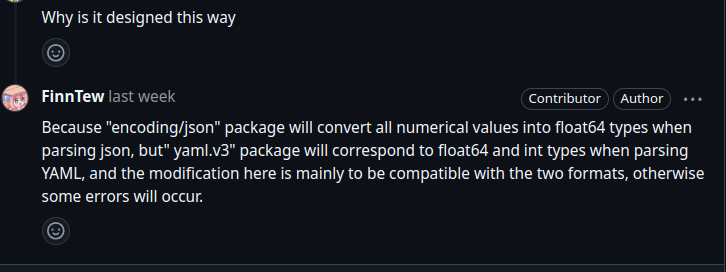 Why is it designed this way
FinnTew last week
Contributor
Author
Because "encoding/json" package will convert all numerical values into float64 types when
parsing json, but" yaml.v3" package will correspond to float64 and int types when parsing
YAML, and the modification here is mainly to be compatible with the two formats, otherwise
some errors will occur.